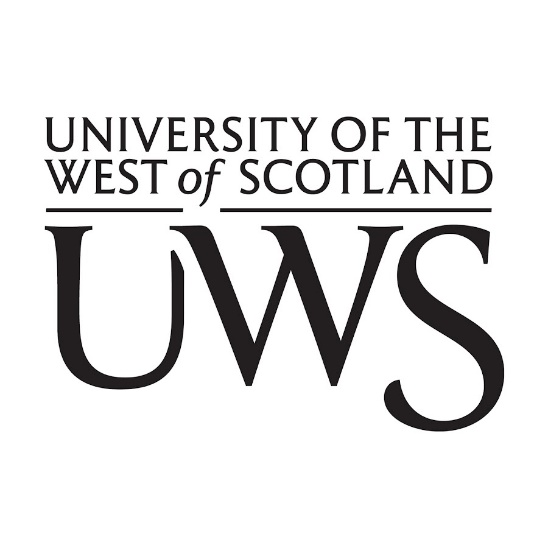 UNIVERSITY OF THE
WEST of SCOTLAND
UWS